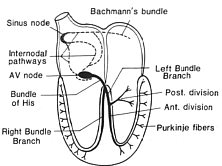 Bachmann's bundle
Sinus node
Internodal
pathways
AV node
Bundle
of His
Right Bundle
Branch
Left Bundle
Branch
Post. division
Ant. division
Purkinje fibers